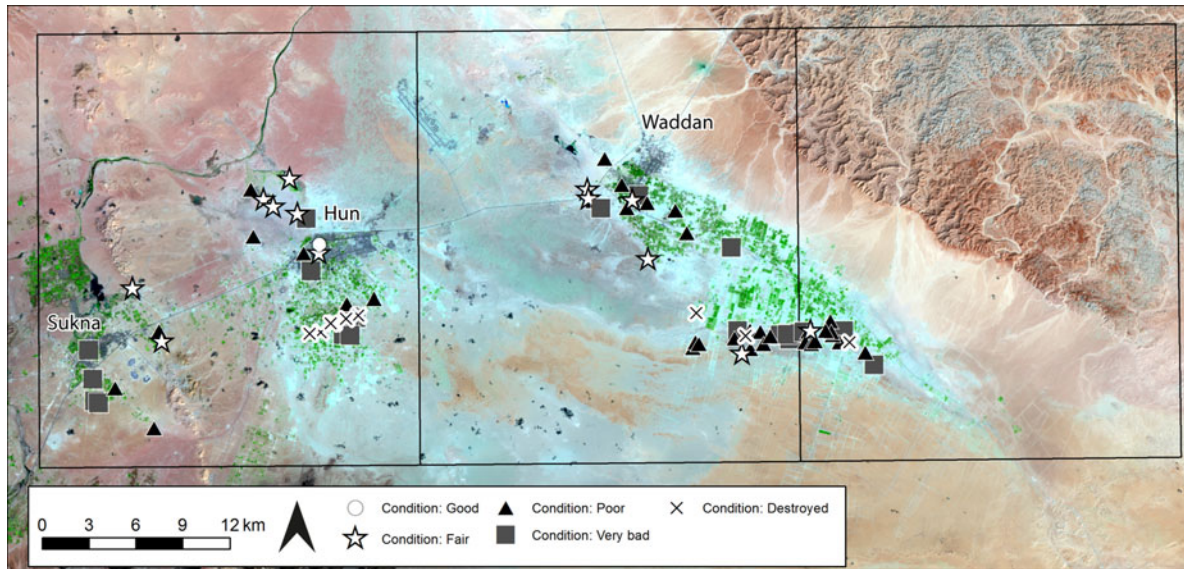 Waddan
Hun
Sukna
0 3 6 9 12 km
Condition: Good
Condition: Poor
Condition: Destroyed
Condition: Fair
Condition: Very bad